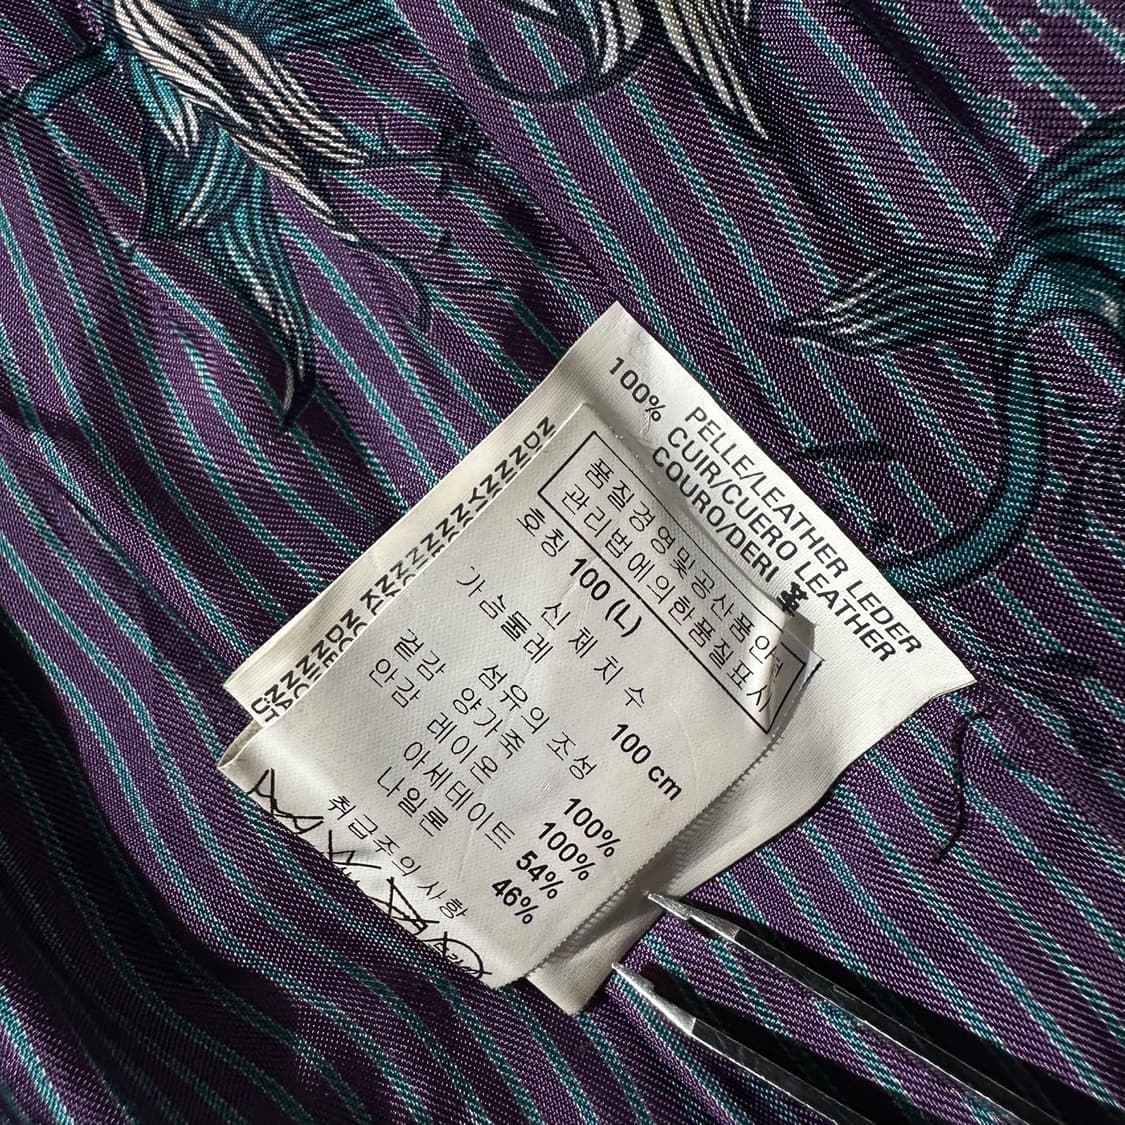 100%
PELLE/LEATHER LEDER
CUIR/CUERO LEATHER
COURO/DERI
품질경영및공산품안전
관리법에의한품질표시
호칭 100 (L)
신체치수
가슴둘레 100 cm
섬유의 조성
겉감 양가죽 100%
안감 레이온 100%
아세테이트 54%
나일론 46%
취급주의 사항